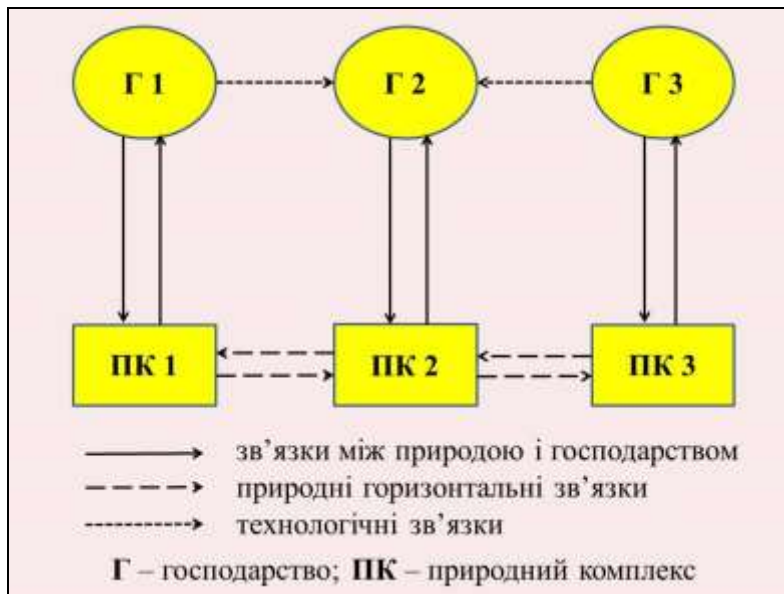 Г 1 Г 2 Г 3
ПК 1 ПК 2 ПК 3
зв’язки між природою і господарством
природні горизонтальні зв’язки
технологічні зв’язки
Г – господарство; ПК – природний комплекс